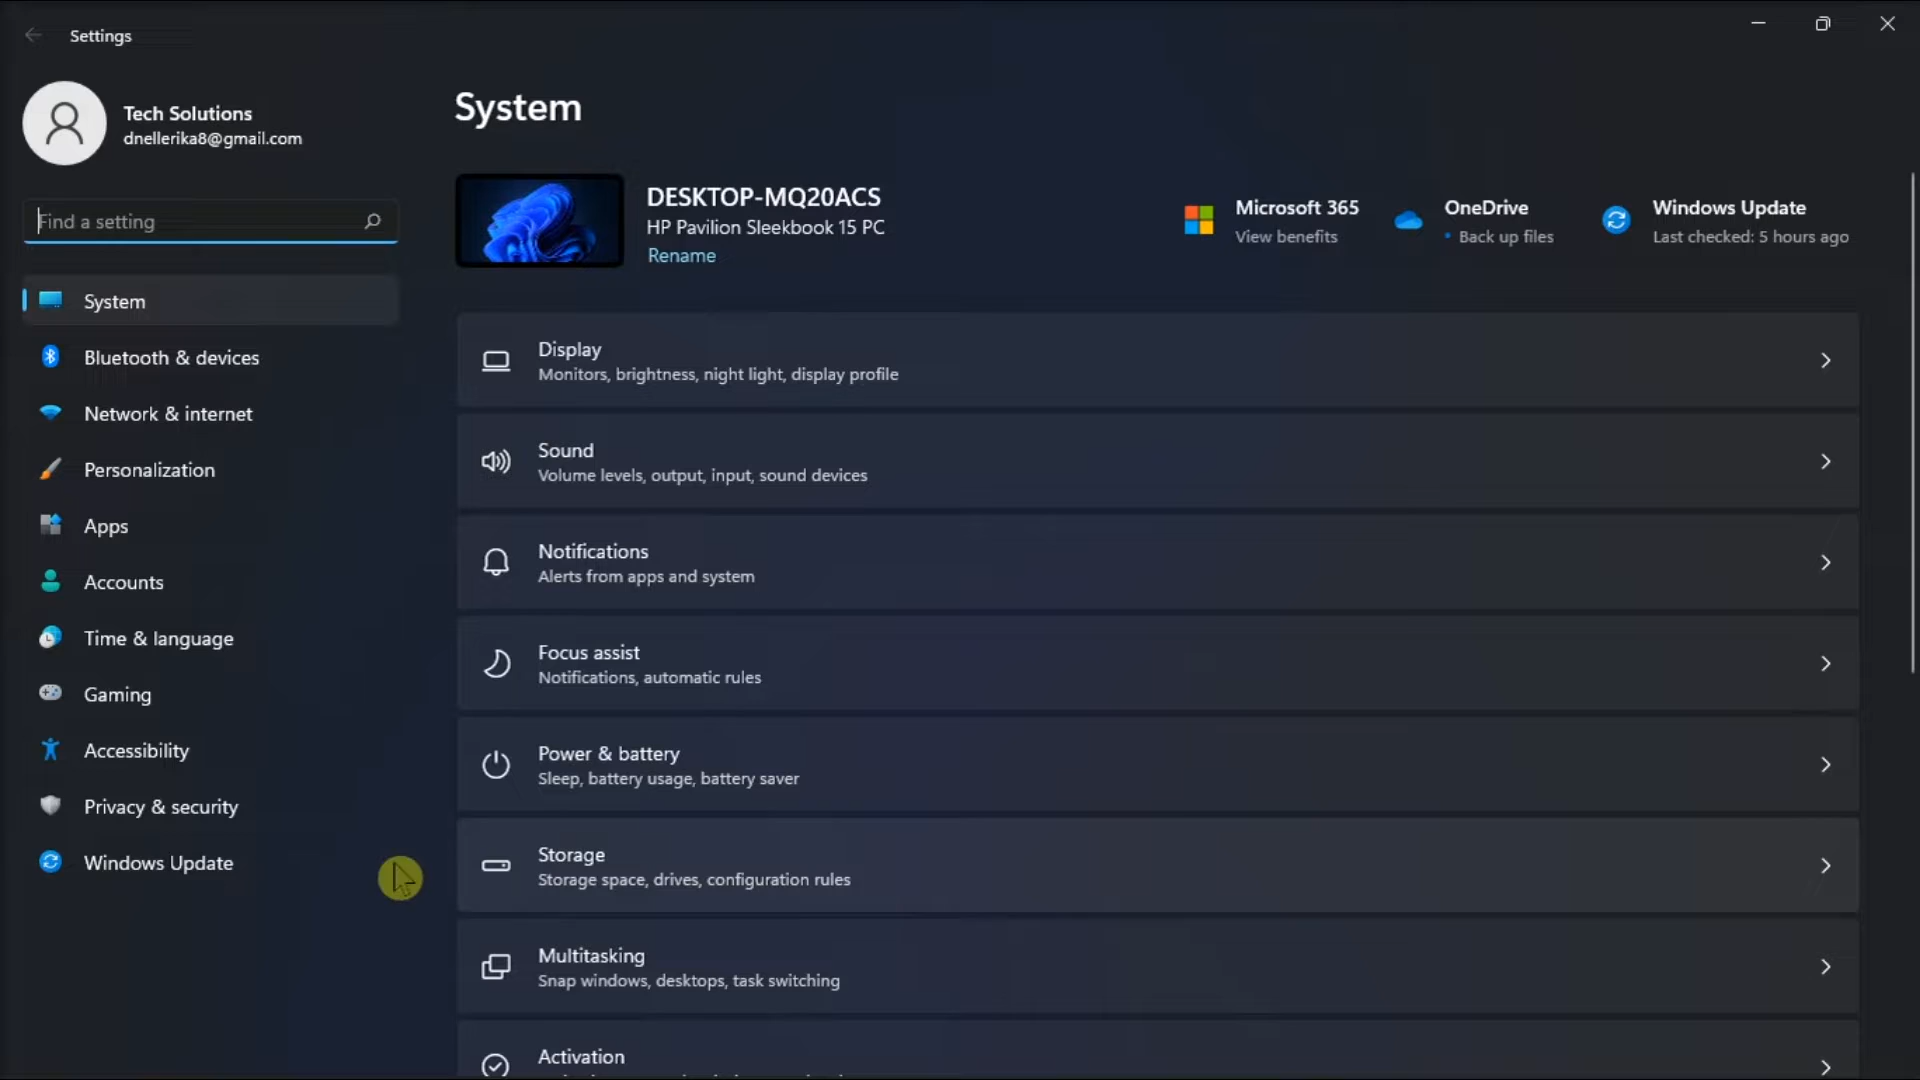 Settings
Tech Solutions
dnellerika8@gmail.com
Find a setting
System
Bluetooth & devices
Network & internet
Personalization
Apps
Accounts
Time & language
Gaming
Accessibility
Privacy & security
Windows Update
System
DESKTOP-MQ20ACS
HP Pavilion Sleekbook 15 PC
Rename
Microsoft 365
View benefits
OneDrive
• Back up files
Windows Update
Last checked: 5 hours ago
Display
Monitors, brightness, night light, display profile
Sound
Volume levels, output, input, sound devices
Notifications
Alerts from apps and system
Focus assist
Notifications, automatic rules
Power & battery
Sleep, battery usage, battery saver
Storage
Storage space, drives, configuration rules
Multitasking
Snap windows, desktops, task switching
Activation